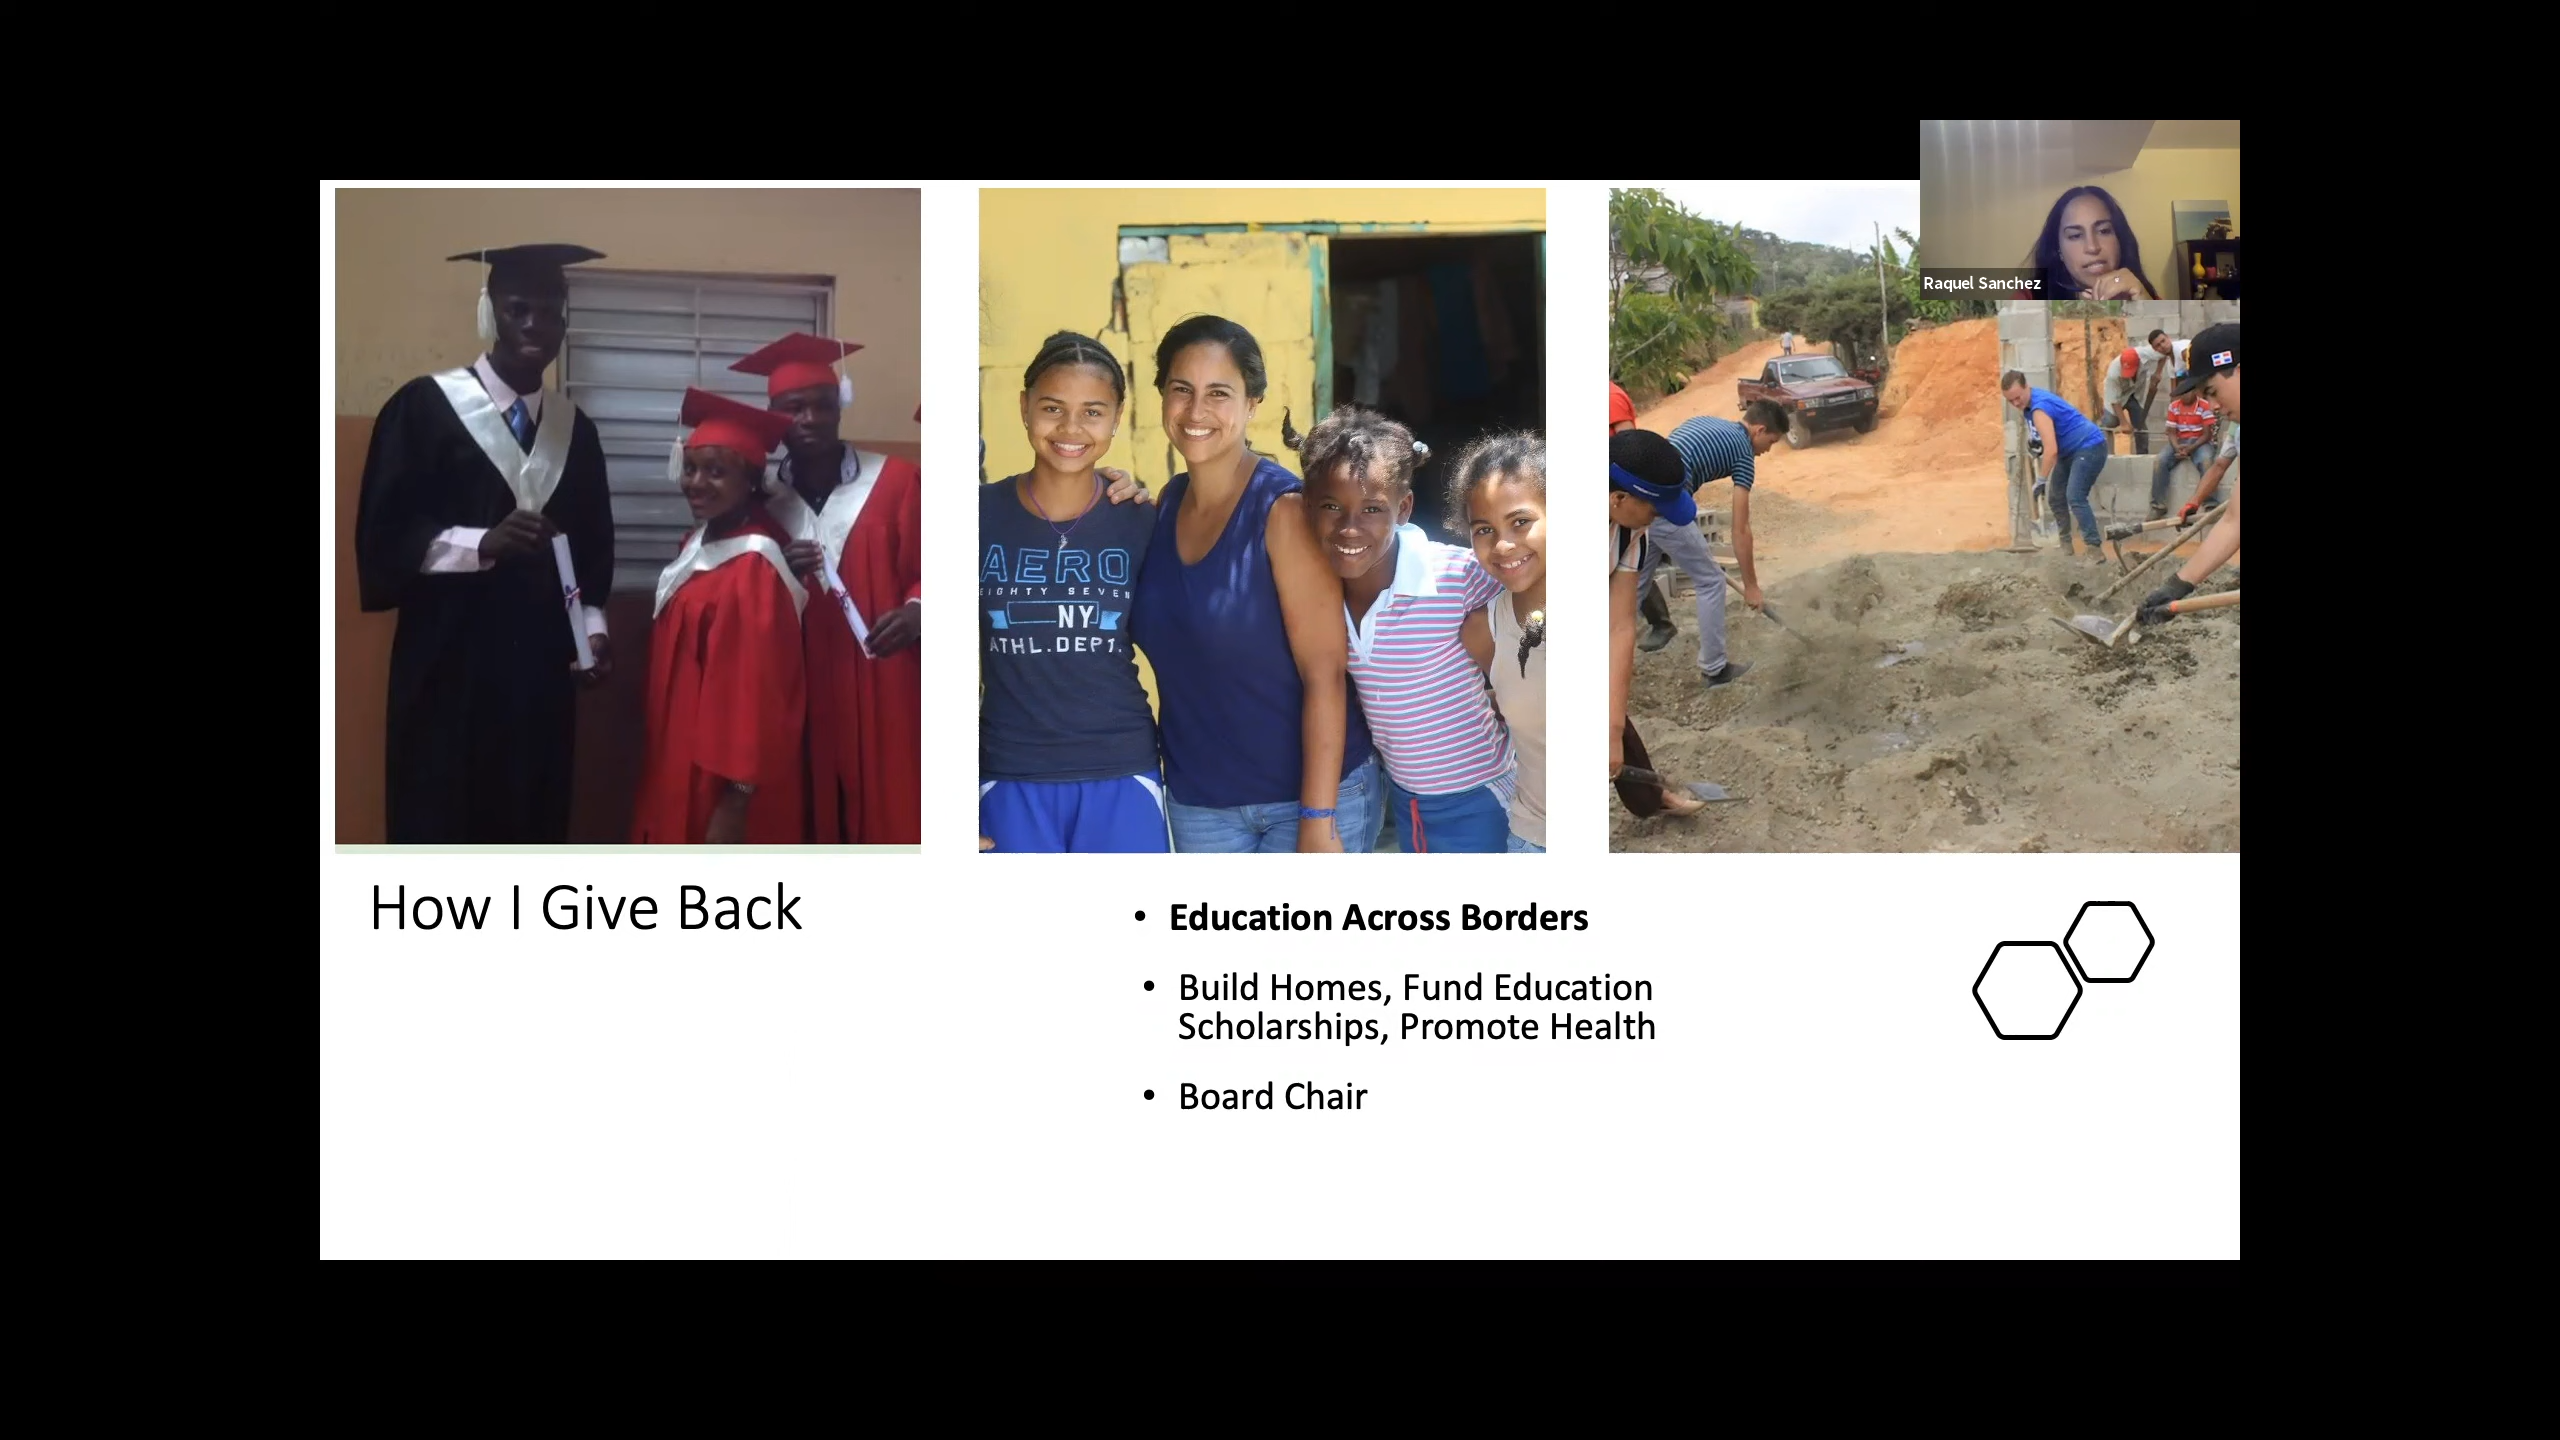 Raquel Sanchez
AERO
EIGHTY SEVEN
NY
ATHL.DEPT.
How I Give Back
• Education Across Borders
• Build Homes, Fund Education
Scholarships, Promote Health
• Board Chair